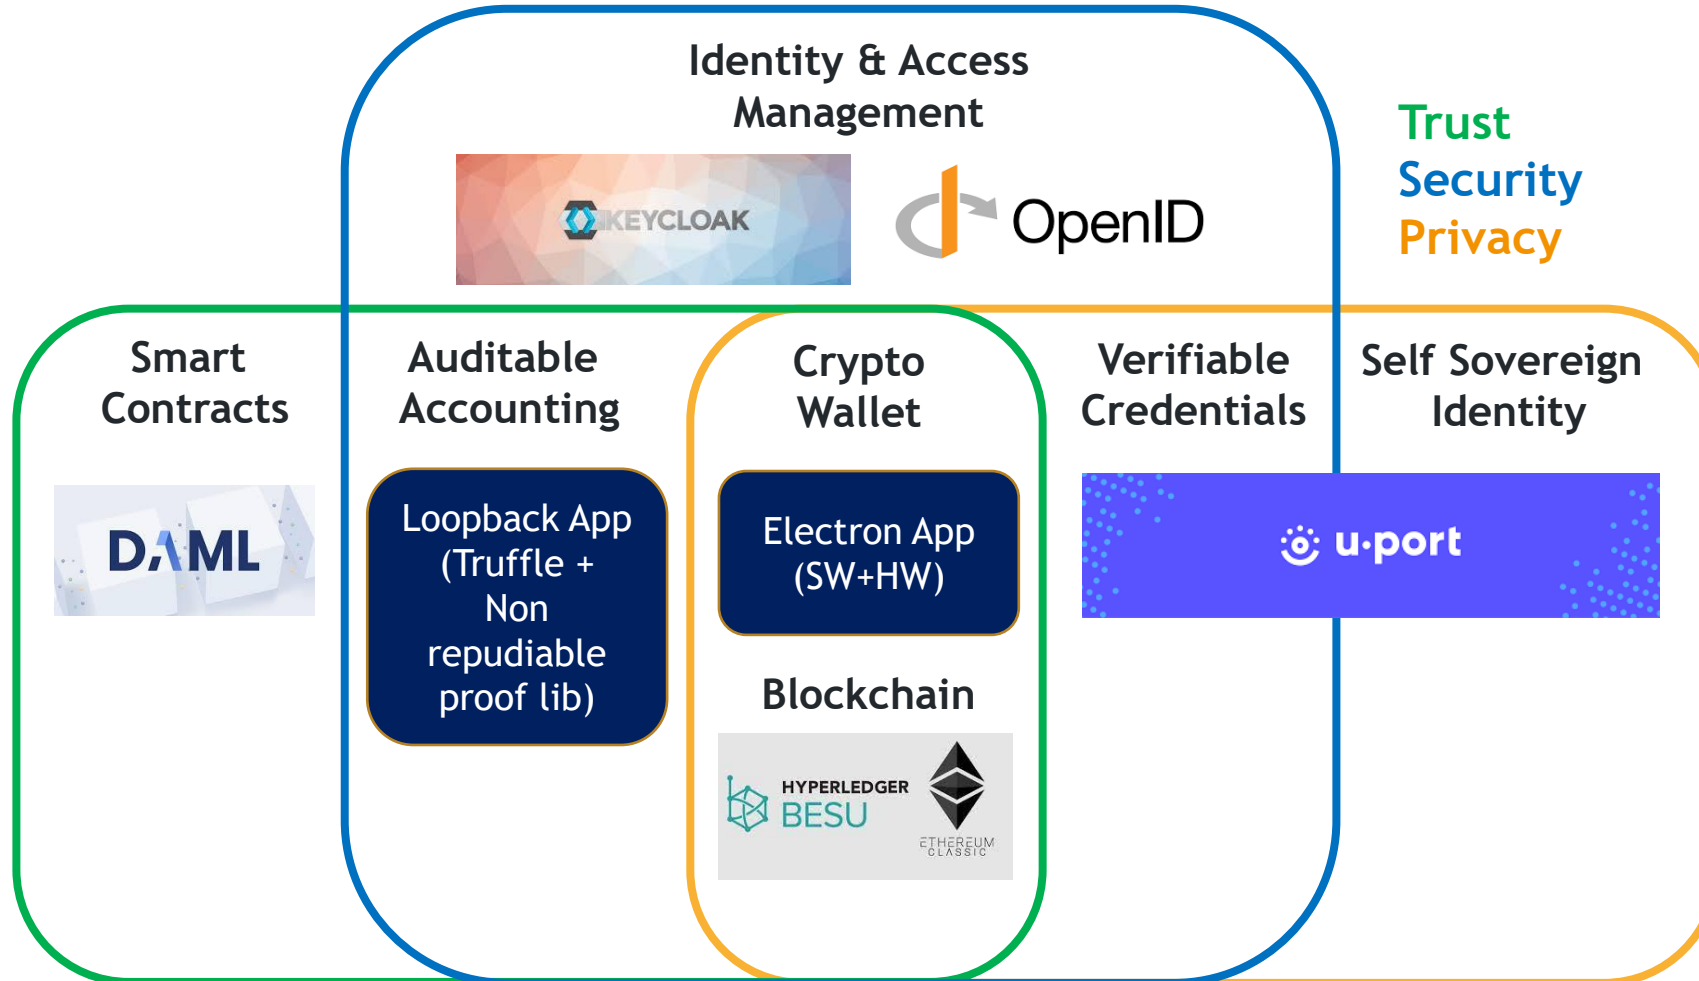 Identity & Access
Management
KEYCLOAK
OpenID
Trust
Security
Privacy
Smart
Contracts
DAML
Auditable
Accounting
Loopback App
(Truffle +
Non
repudiable
proof lib)
Crypto
Wallet
Electron App
(SW+HW)
Blockchain
HYPERLEDGER
BESU
ETHEREUM
CLASSIC
Verifiable
Credentials
Self Sovereign
Identity
u·port